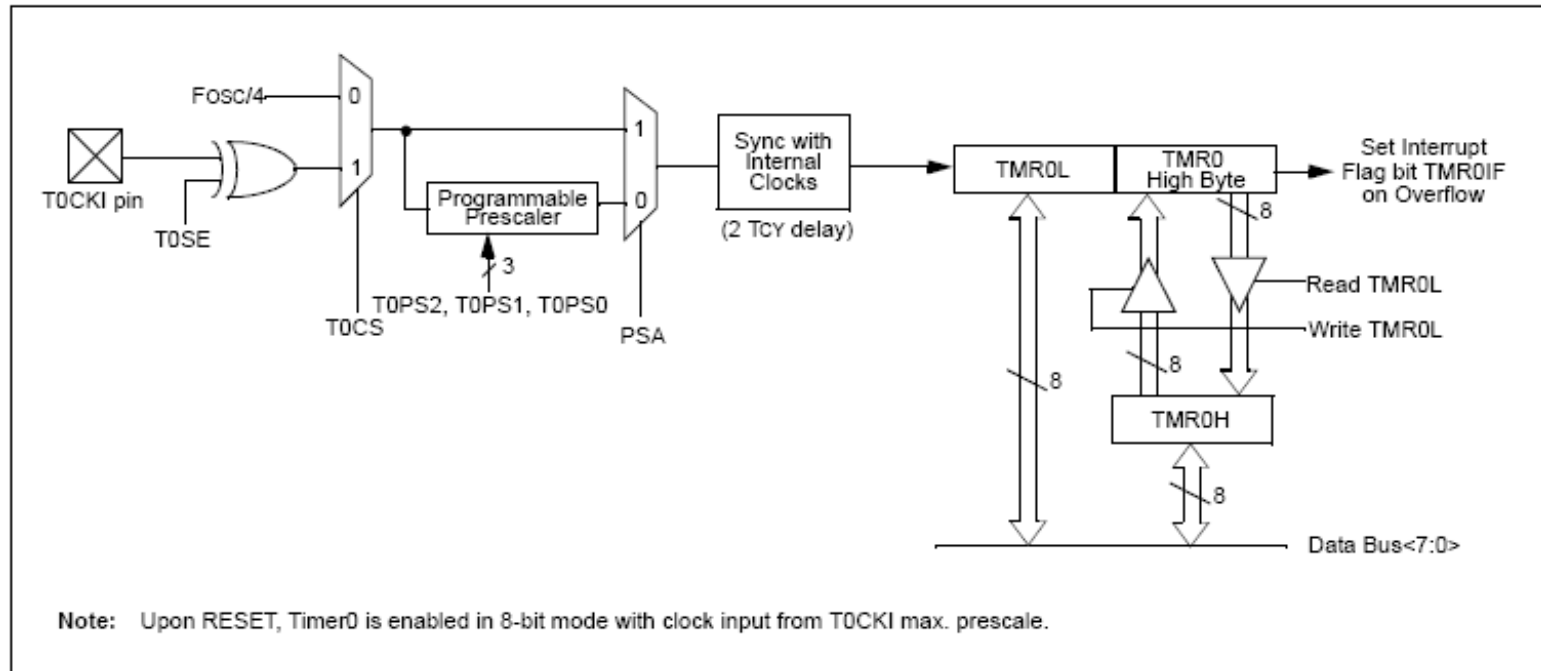 Fosc/4
0
1
T0CKI pin
T0SE
T0CS
Programmable
Prescaler
3
T0PS2, T0PS1, T0PS0
1
0
PSA
Sync with
Internal
Clocks
(2 TCY delay)
TMR0L
TMR0
High Byte
Set Interrupt
Flag bit TMR0IF
on Overflow
8
Read TMR0L
Write TMR0L
8
8
TMR0H
8
Data Bus<7:0>
Note: Upon RESET, Timer0 is enabled in 8-bit mode with clock input from T0CKI max. prescale.